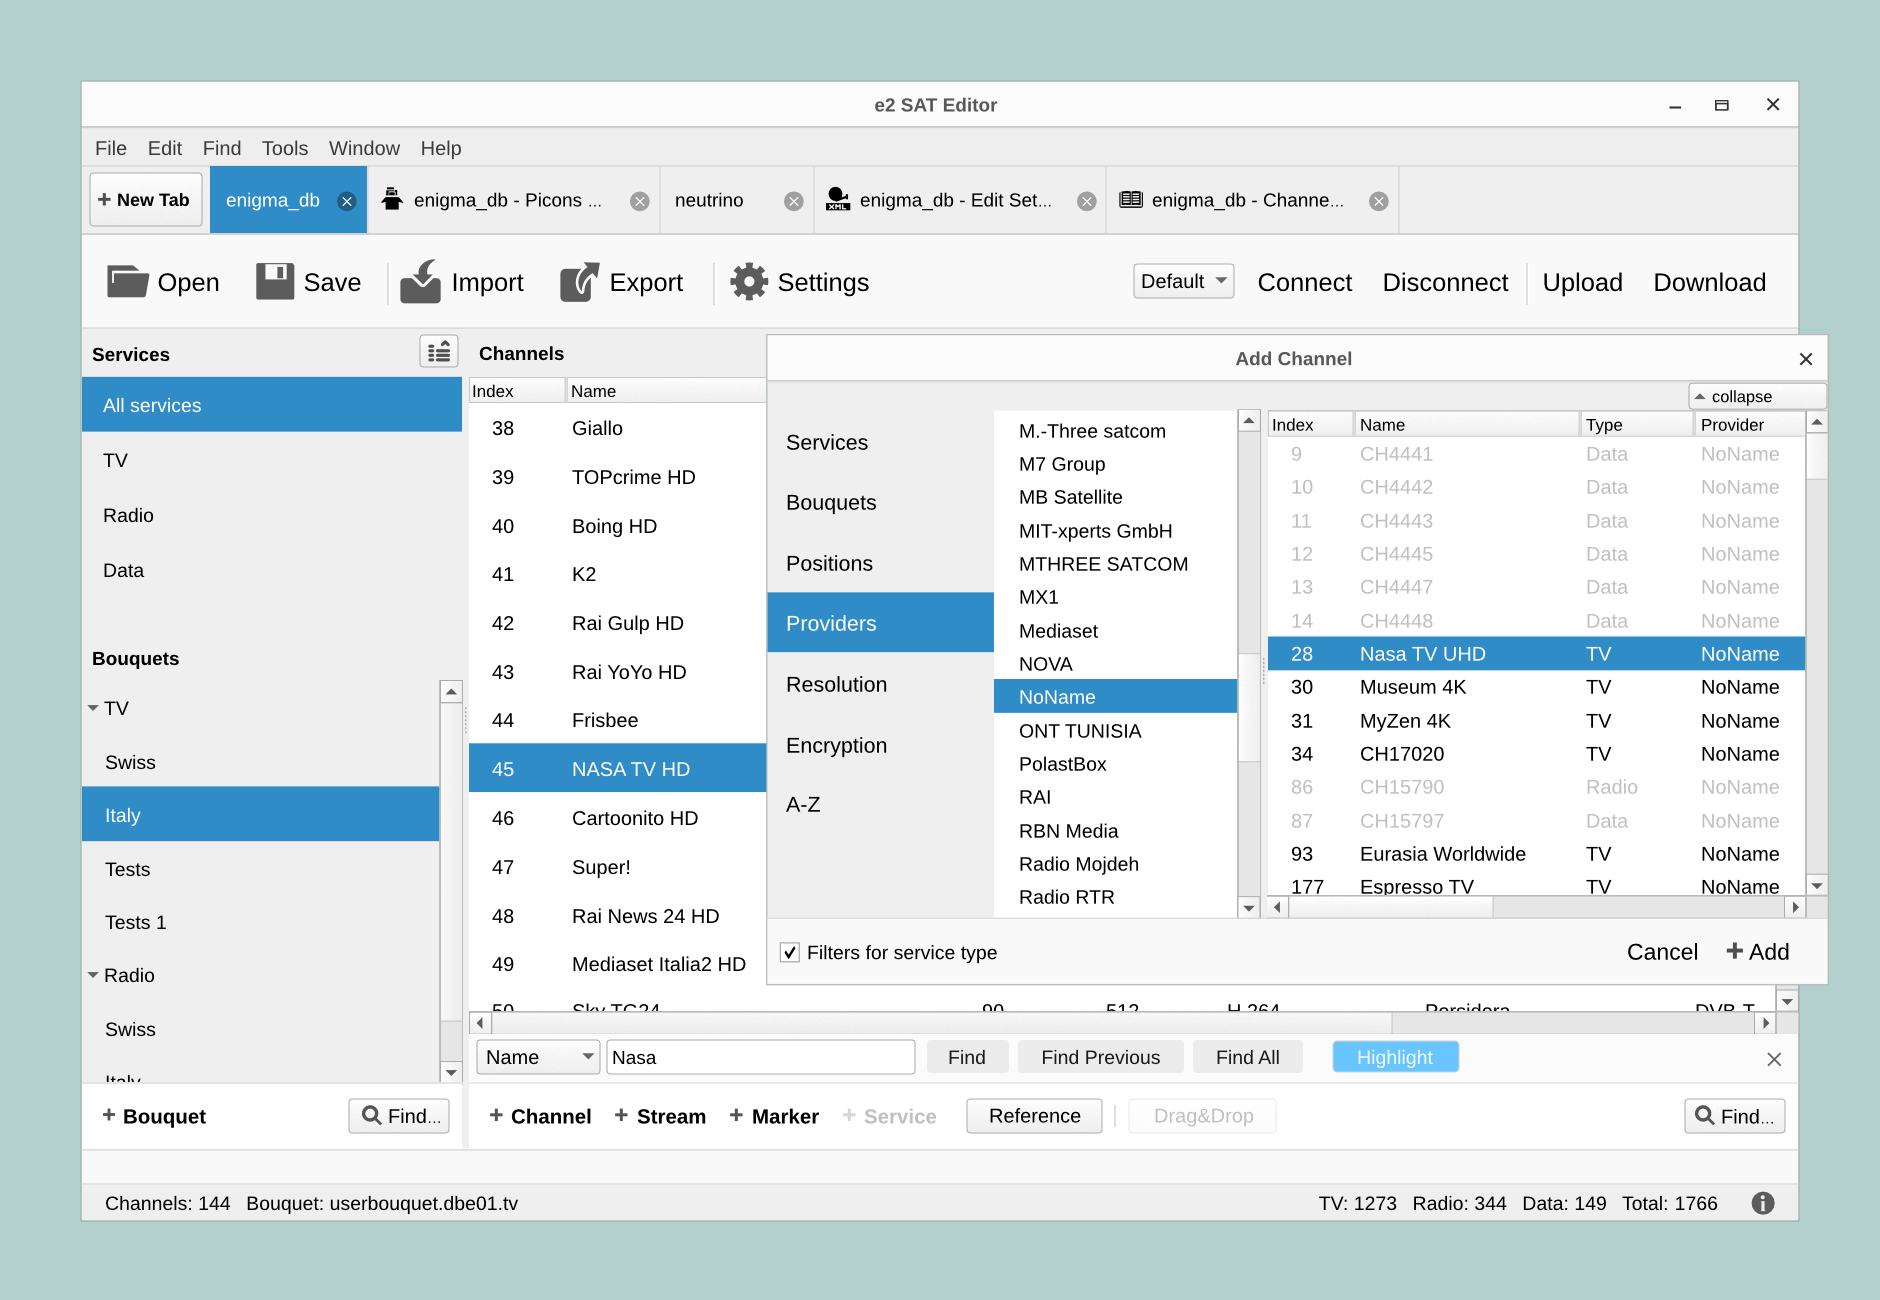 e2 SAT Editor
File Edit Find Tools Window Help
+ New Tab enigma_db enigma_db - Picons ... neutrino XML enigma_db - Edit Set... enigma_db - Channe...
Open Save Import Export Settings Default Connect Disconnect Upload Download
Services
All services
TV
Radio
Data
Bouquets
TV
Swiss
Italy
Tests
Tests 1
Radio
Swiss
Italy
+ Bouquet Find...
Channels
Index Name
38 Giallo
39 TOPcrime HD
40 Boing HD
41 K2
42 Rai Gulp HD
43 Rai YoYo HD
44 Frisbee
45 NASA TV HD
46 Cartoonito HD
47 Super!
48 Rai News 24 HD
49 Mediaset Italia2 HD
50 Sky TG24 90 512 H.264 Persidera DVB-T
Add Channel
collapse
Services
Bouquets
Positions
Providers
Resolution
Encryption
A-Z
M.-Three satcom
M7 Group
MB Satellite
MIT-xperts GmbH
MTHREE SATCOM
MX1
Mediaset
NOVA
NoName
ONT TUNISIA
PolastBox
RAI
RBN Media
Radio Mojdeh
Radio RTR
Index Name Type Provider
9 CH4441 Data NoName
10 CH4442 Data NoName
11 CH4443 Data NoName
12 CH4445 Data NoName
13 CH4447 Data NoName
14 CH4448 Data NoName
28 Nasa TV UHD TV NoName
30 Museum 4K TV NoName
31 MyZen 4K TV NoName
34 CH17020 TV NoName
86 CH15790 Radio NoName
87 CH15797 Data NoName
93 Eurasia Worldwide TV NoName
177 Espresso TV TV NoName
Filters for service type Cancel + Add
Name Nasa Find Find Previous Find All Highlight
+ Channel + Stream + Marker + Service Reference Drag&Drop Find...
Channels: 144 Bouquet: userbouquet.dbe01.tv TV: 1273 Radio: 344 Data: 149 Total: 1766